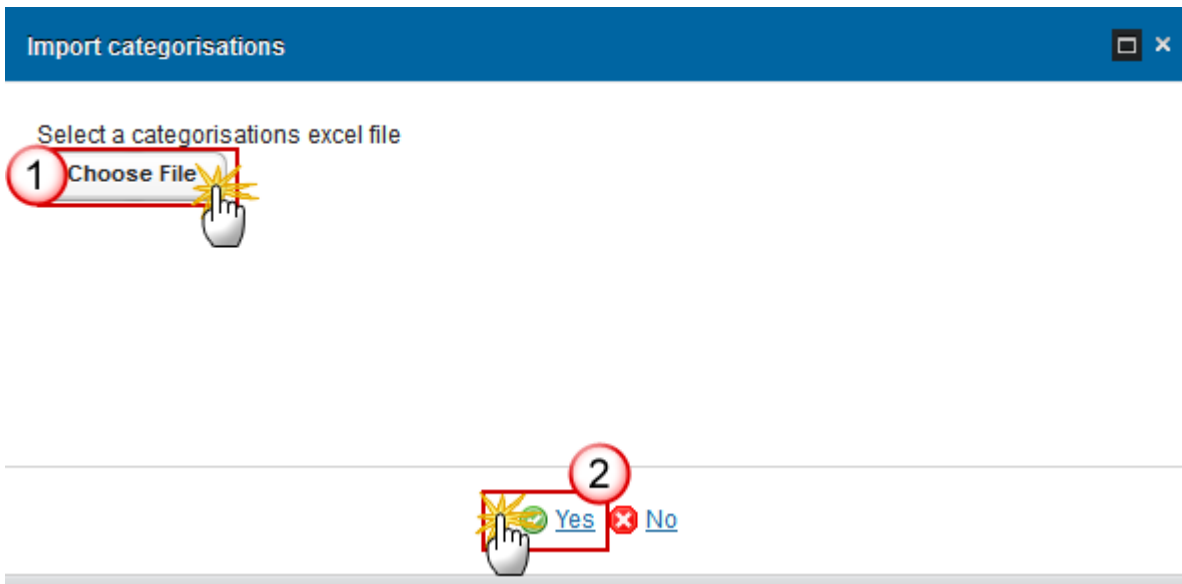 Import categorisations
Select a categorisations excel file
1 Choose File
2
Yes No